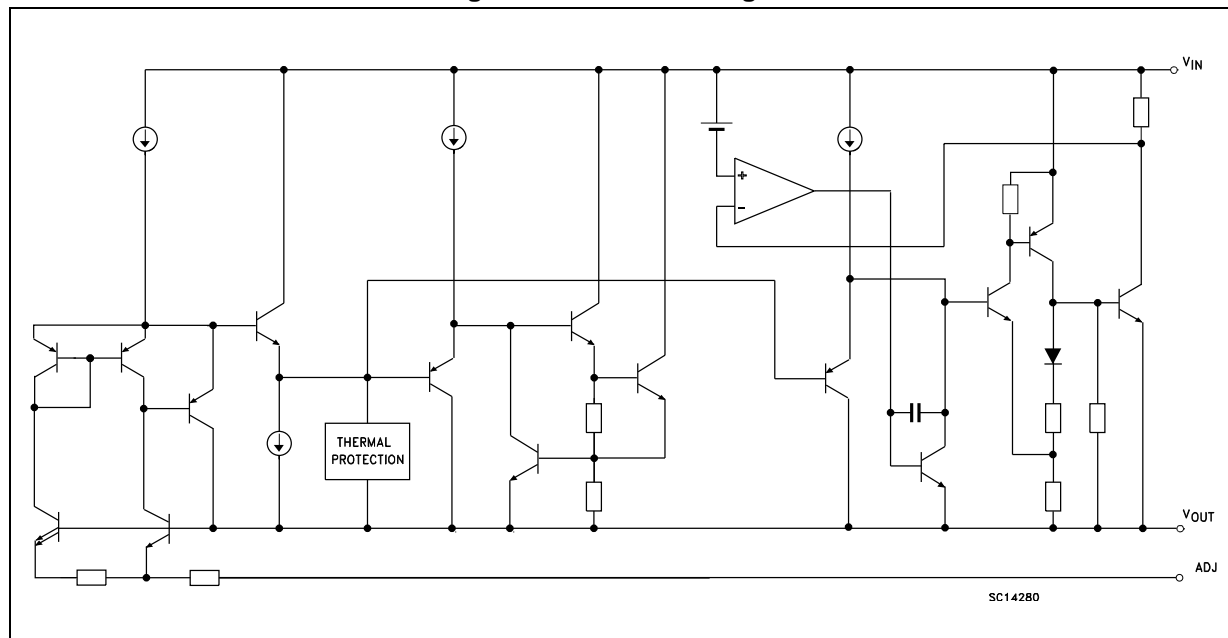 VIN
+
-
THERMAL
PROTECTION
VOUT
ADJ
SC14280